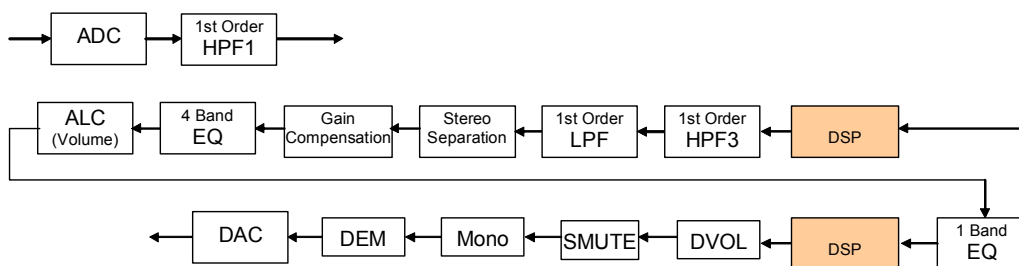 ADC
1st Order
HPF1
ALC
(Volume)
4 Band
EQ
Gain
Compensation
Stereo
Separation
1st Order
LPF
1st Order
HPF3
DSP
DAC
DEM
Mono
SMUTE
DVOL
DSP
1 Band
EQ